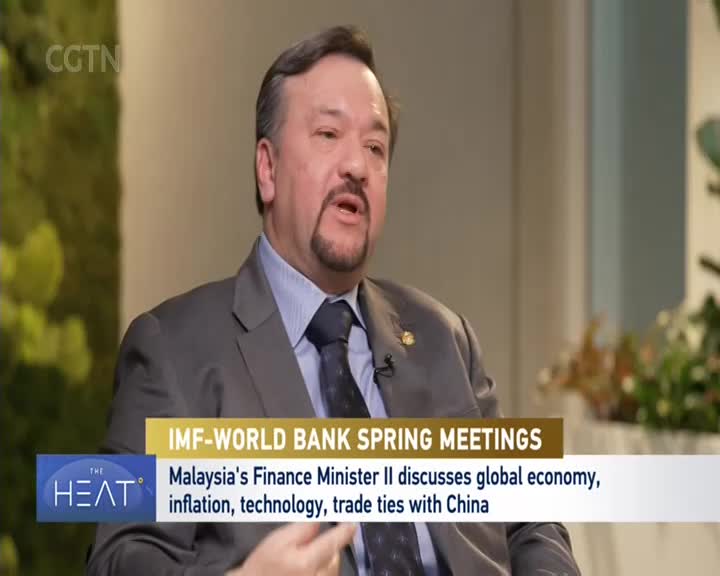 CGTN
IMF-WORLD BANK SPRING MEETINGS
THE
HEAT
Malaysia's Finance Minister II discusses global economy,
inflation, technology, trade ties with China